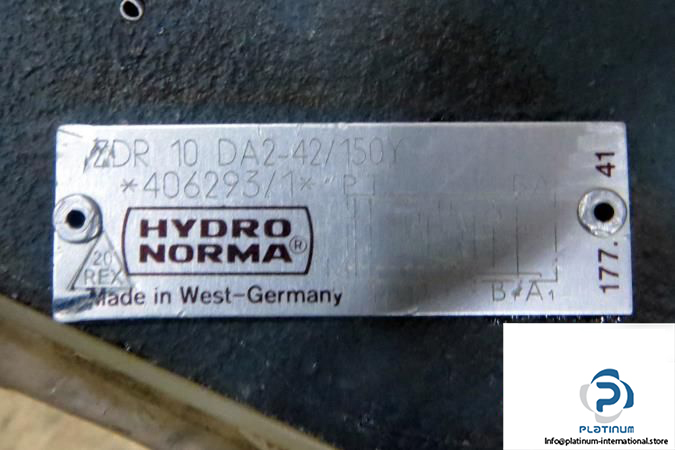 ZDR 10 DA2-42/150Y
*406293/1*
P T
B A
HYDRO
NORMA®
20
REX
Made in West-Germany
B A₁
177. 41
PLATINUM
Info@platinum-international.store